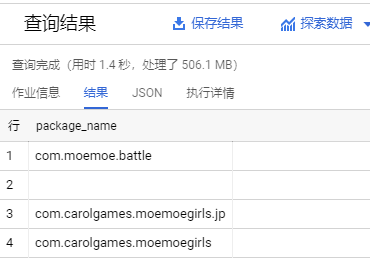 查询结果 保存结果 探索数据
查询完成（用时 1.4 秒，处理了 506.1 MB）
作业信息 结果 JSON 执行详情
行 package_name
1 com.moemoe.battle
2
3 com.carolgames.moemoegirls.jp
4 com.carolgames.moemoegirls